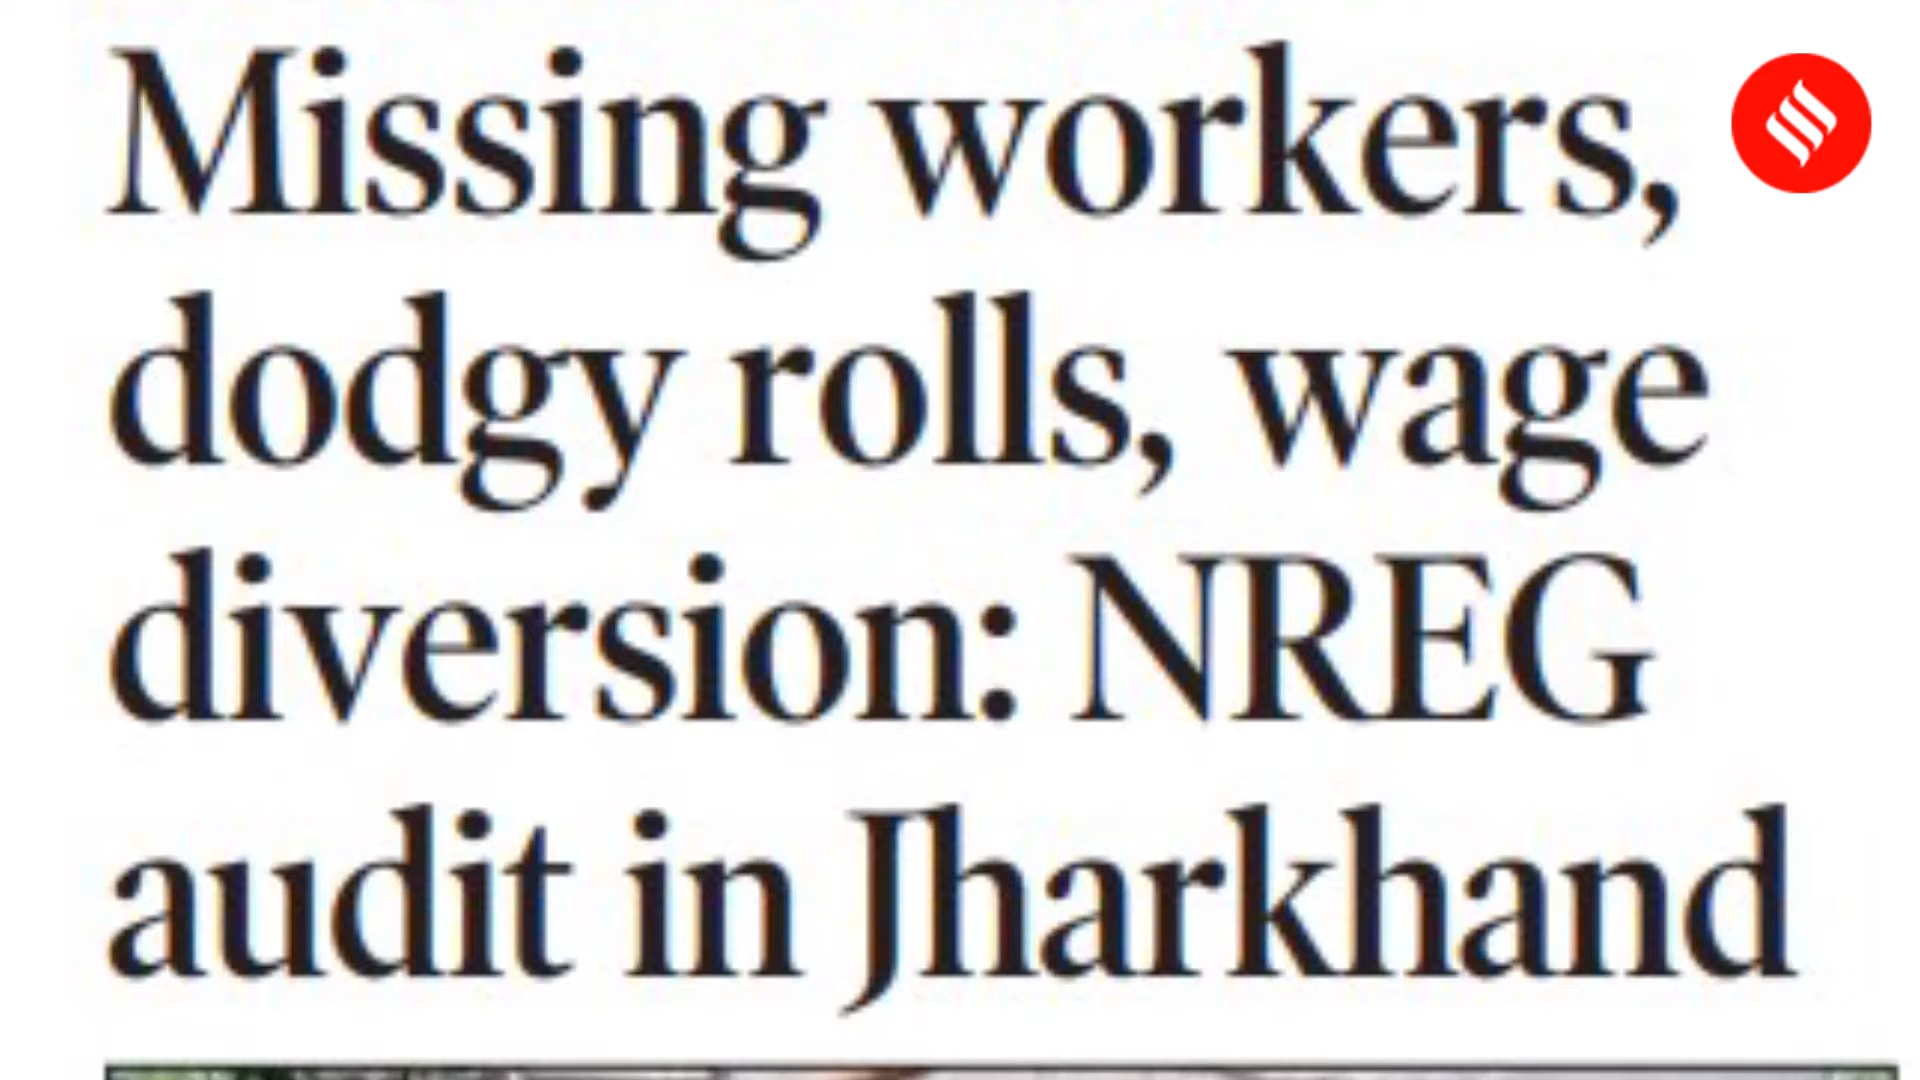 Missing workers,
dodgy rolls, wage
diversion: NREG
audit in Jharkhand